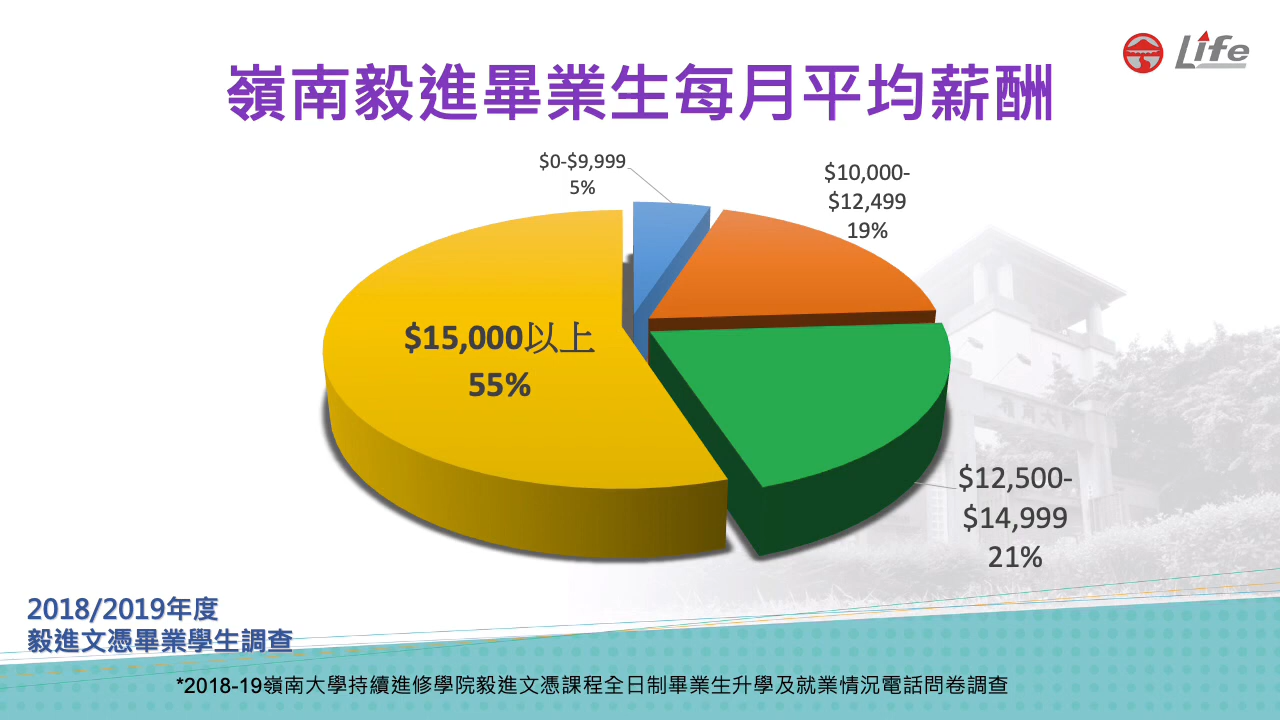 Life
嶺南毅進畢業生每月平均薪酬
$0-$9,999
5%
$10,000-
$12,499
19%
$15,000以上
55%
$12,500-
$14,999
21%
2018/2019年度
毅進文憑畢業學生調查
*2018-19嶺南大學持續進修學院毅進文憑課程全日制畢業生升學及就業情況電話問卷調查